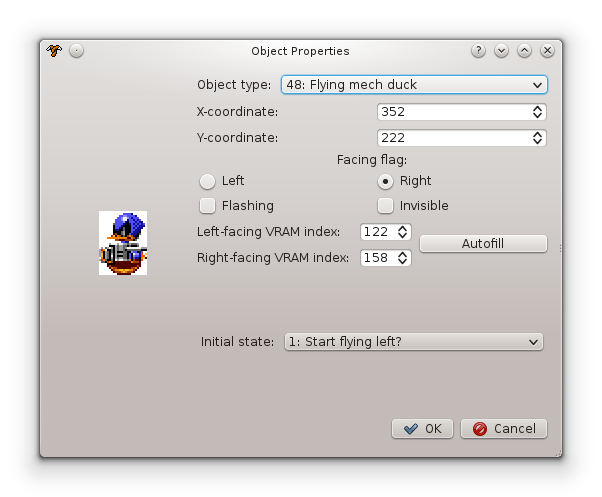 Object Properties
Object type: 48: Flying mech duck
X-coordinate: 352
Y-coordinate: 222
Facing flag:
Left Right
Flashing Invisible
Left-facing VRAM index: 122
Autofill
Right-facing VRAM index: 158
Initial state: 1: Start flying left?
OK Cancel